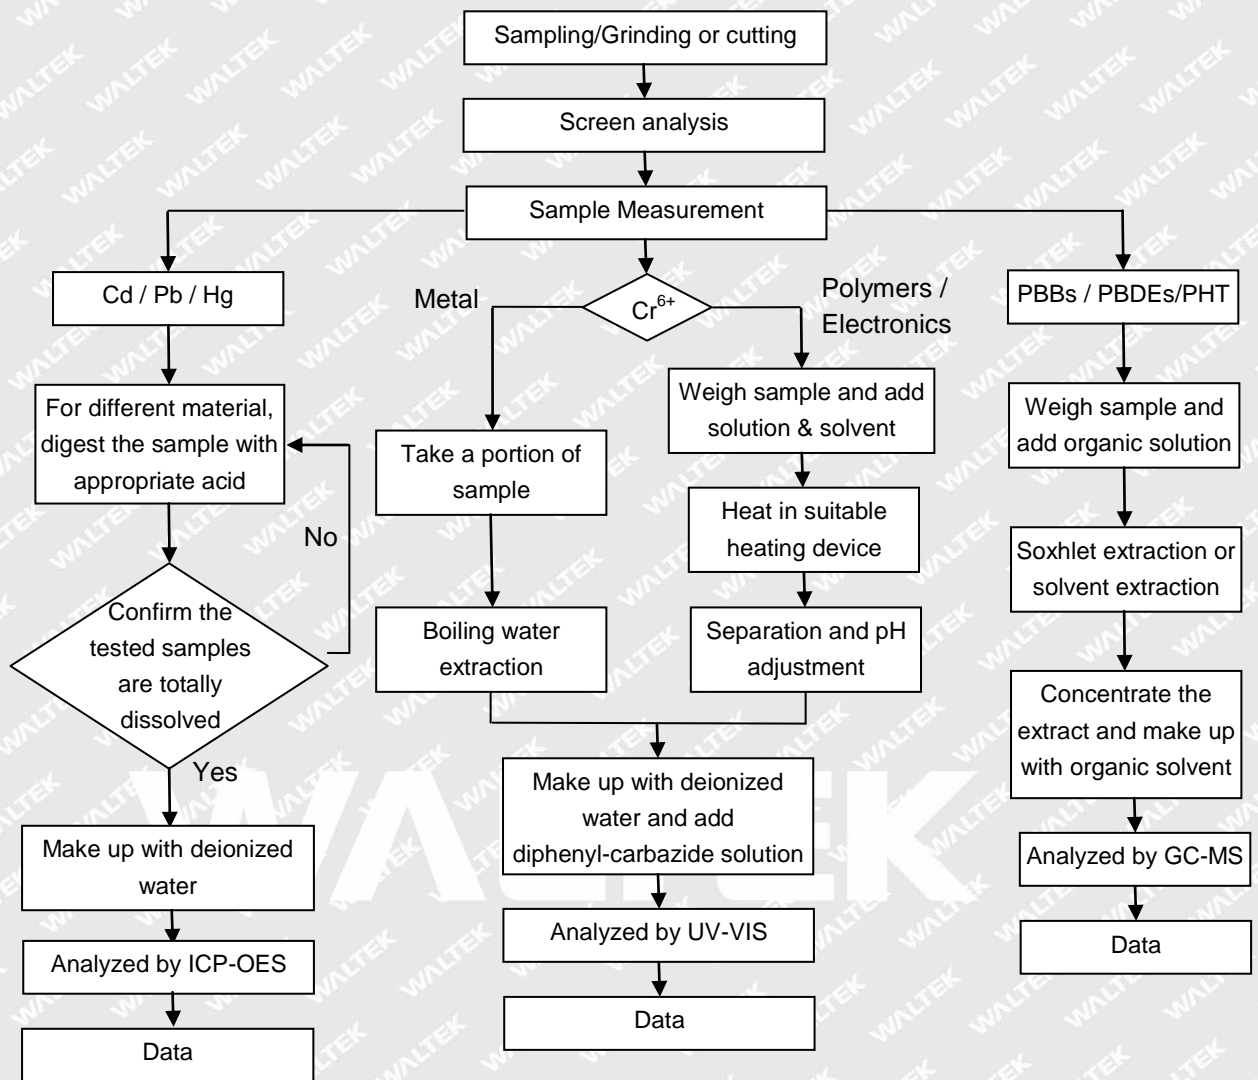 Sampling/Grinding or cutting
Screen analysis
Sample Measurement
Cd / Pb / Hg
For different material,
digest the sample with
appropriate acid
No
Confirm the
tested samples
are totally
dissolved
Yes
Make up with deionized
water
Analyzed by ICP-OES
Data
Cr⁶⁺
Metal
Take a portion of
sample
Boiling water
extraction
Polymers /
Electronics
Weigh sample and add
solution & solvent
Heat in suitable
heating device
Separation and pH
adjustment
Make up with deionized
water and add
diphenyl-carbazide solution
Analyzed by UV-VIS
Data
PBBs / PBDEs/PHT
Weigh sample and
add organic solution
Soxhlet extraction or
solvent extraction
Concentrate the
extract and make up
with organic solvent
Analyzed by GC-MS
Data
WALTEK